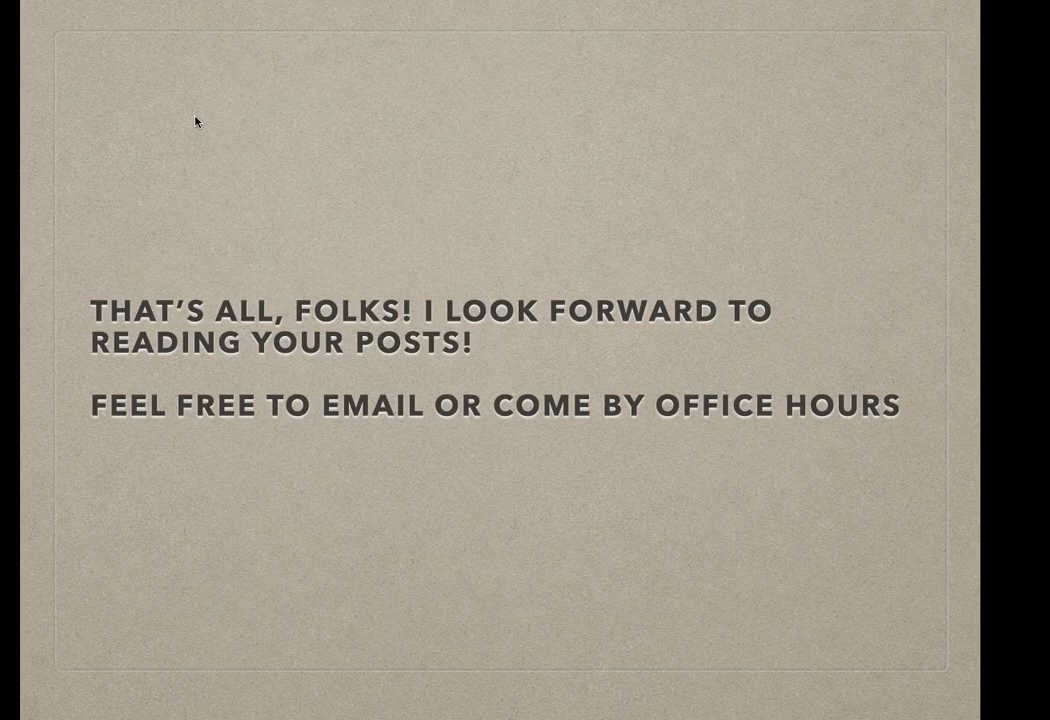 THAT’S ALL, FOLKS! I LOOK FORWARD TO
READING YOUR POSTS!
FEEL FREE TO EMAIL OR COME BY OFFICE HOURS